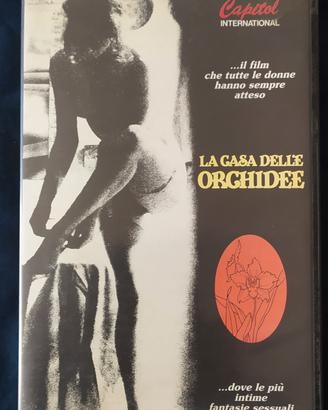 Capitol
INTERNATIONAL
...il film
che tutte le donne
hanno sempre
atteso
LA CASA DELLE
ORCHIDEE
...dove le più
intime
fantasie sessuali